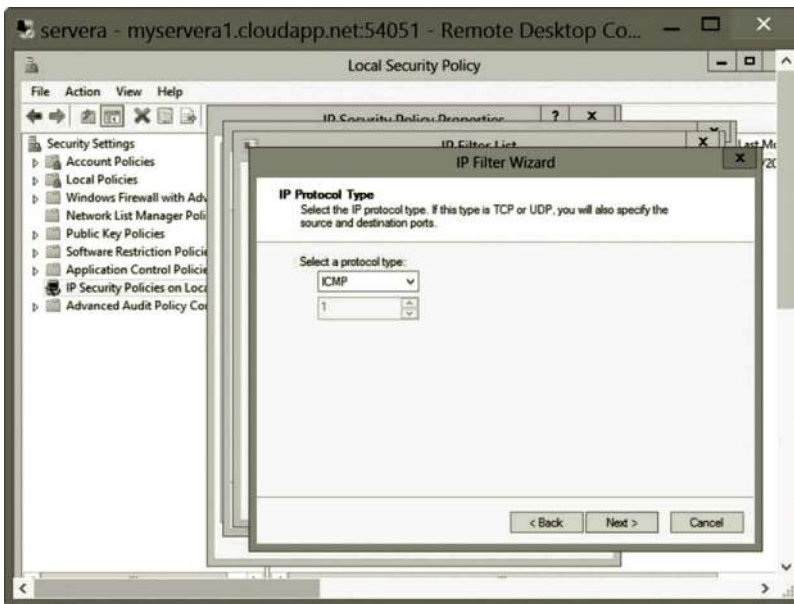 servera - myservera1.cloudapp.net:54051 - Remote Desktop Co...
Local Security Policy
File Action View Help
IP Security Policy Properties
IP Filter List
IP Filter Wizard
Security Settings
Account Policies
Local Policies
Windows Firewall with Adv
Network List Manager Poli
Public Key Policies
Software Restriction Policie
Application Control Policie
IP Security Policies on Loca
Advanced Audit Policy Co
Last Mo
IP Protocol Type
Select the IP protocol type. If this type is TCP or UDP, you will also specify the
source and destination ports.
Select a protocol type:
ICMP
1
< Back Next > Cancel